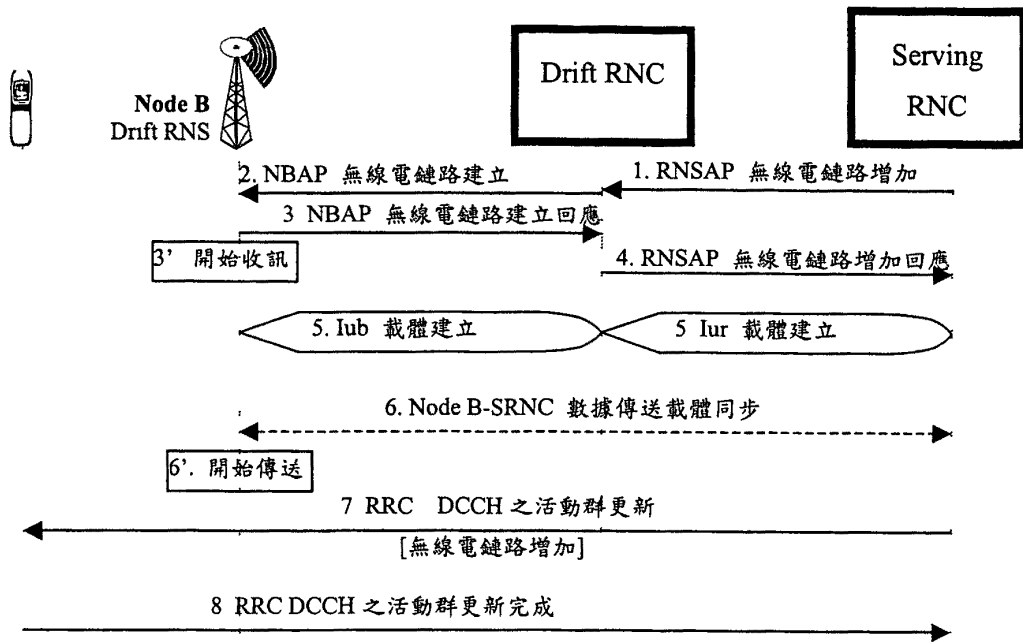 Node B
Drift RNS
Drift RNC
Serving
RNC
2. NBAP 無線電鏈路建立
1. RNSAP 無線電鏈路增加
3 NBAP 無線電鏈路建立回應
3’ 開始收訊
4. RNSAP 無線電鏈路增加回應
5. Iub 載體建立
5 Iur 載體建立
6. Node B-SRNC 數據傳送載體同步
6’. 開始傳送
7 RRC DCCH 之活動群更新
[無線電鏈路增加]
8 RRC DCCH 之活動群更新完成